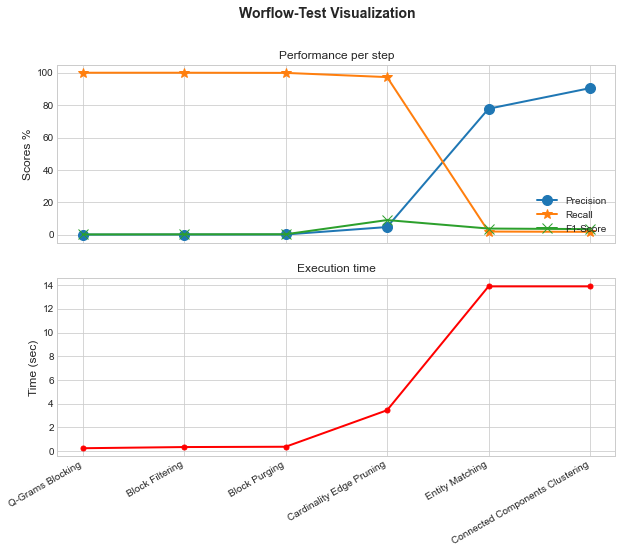 Worflow-Test Visualization
Performance per step
Scores %
100
80
60
40
20
0
Precision
Recall
F1-Score
Execution time
Time (sec)
14
12
10
8
6
4
2
0
Q-Grams Blocking
Block Filtering
Block Purging
Cardinality Edge Pruning
Entity Matching
Connected Components Clustering